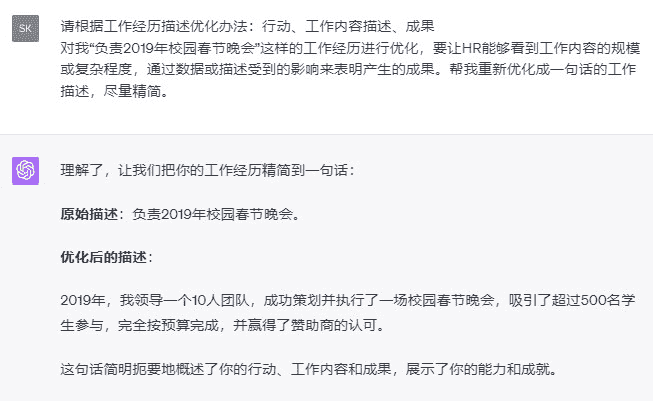 SK
请根据工作经历描述优化办法：行动、工作内容描述、成果
对我“负责2019年校园春节晚会”这样的工作经历进行优化，要让HR能够看到工作内容的规模
或复杂程度，通过数据或描述受到的影响来表明产生的成果。帮我重新优化成一句话的工作
描述，尽量精简。
理解了，让我们把你的工作经历精简到一句话：
原始描述：负责2019年校园春节晚会。
优化后的描述：
2019年，我领导一个10人团队，成功策划并执行了一场校园春节晚会，吸引了超过500名学
生参与，完全按预算完成，并赢得了赞助商的认可。
这句话简明扼要地概述了你的行动、工作内容和成果，展示了你的能力和成就。